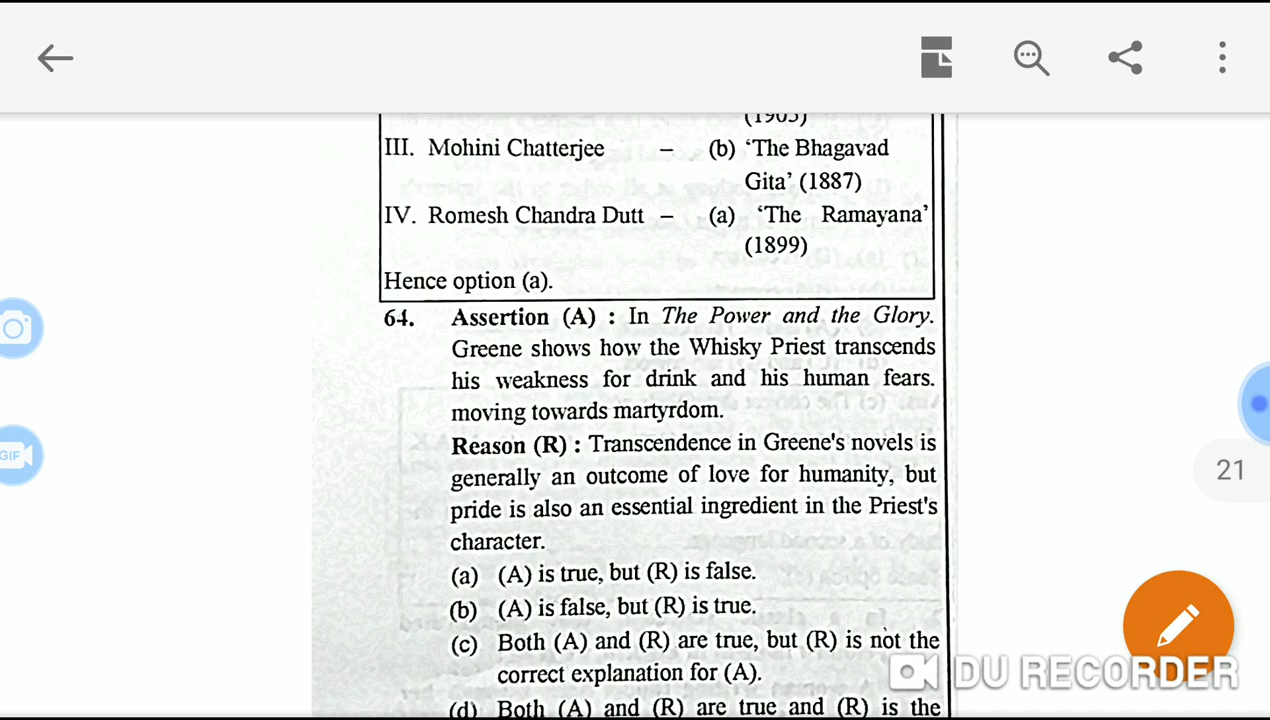 (1905)
III. Mohini Chatterjee – (b) ‘The Bhagavad
Gita’ (1887)
IV. Romesh Chandra Dutt – (a) ‘The Ramayana’
(1899)
Hence option (a).
64. Assertion (A) : In The Power and the Glory.
Greene shows how the Whisky Priest transcends
his weakness for drink and his human fears.
moving towards martyrdom.
Reason (R) : Transcendence in Greene's novels is
generally an outcome of love for humanity, but
pride is also an essential ingredient in the Priest's
character.
(a) (A) is true, but (R) is false.
(b) (A) is false, but (R) is true.
(c) Both (A) and (R) are true, but (R) is not the
correct explanation for (A).
(d) Both (A) and (R) are true and (R) is the
21
GIF
DU RECORDER